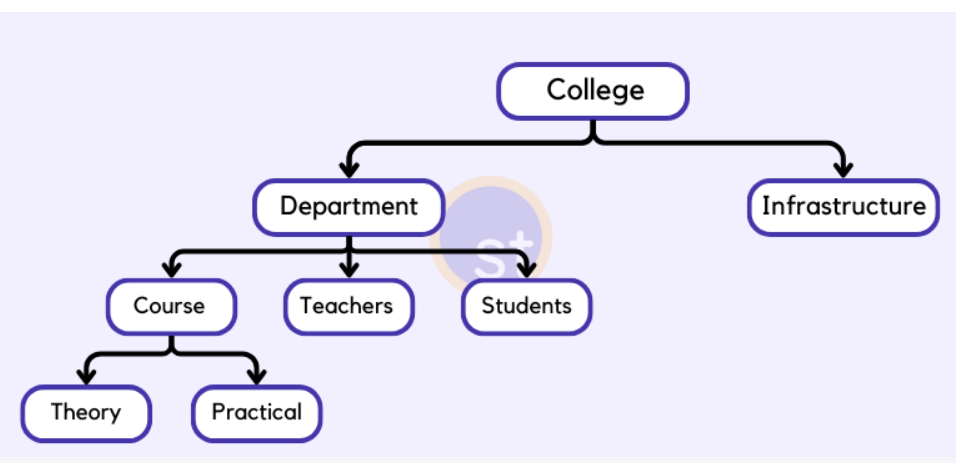 College
Department
Infrastructure
S+
Course
Teachers
Students
Theory
Practical